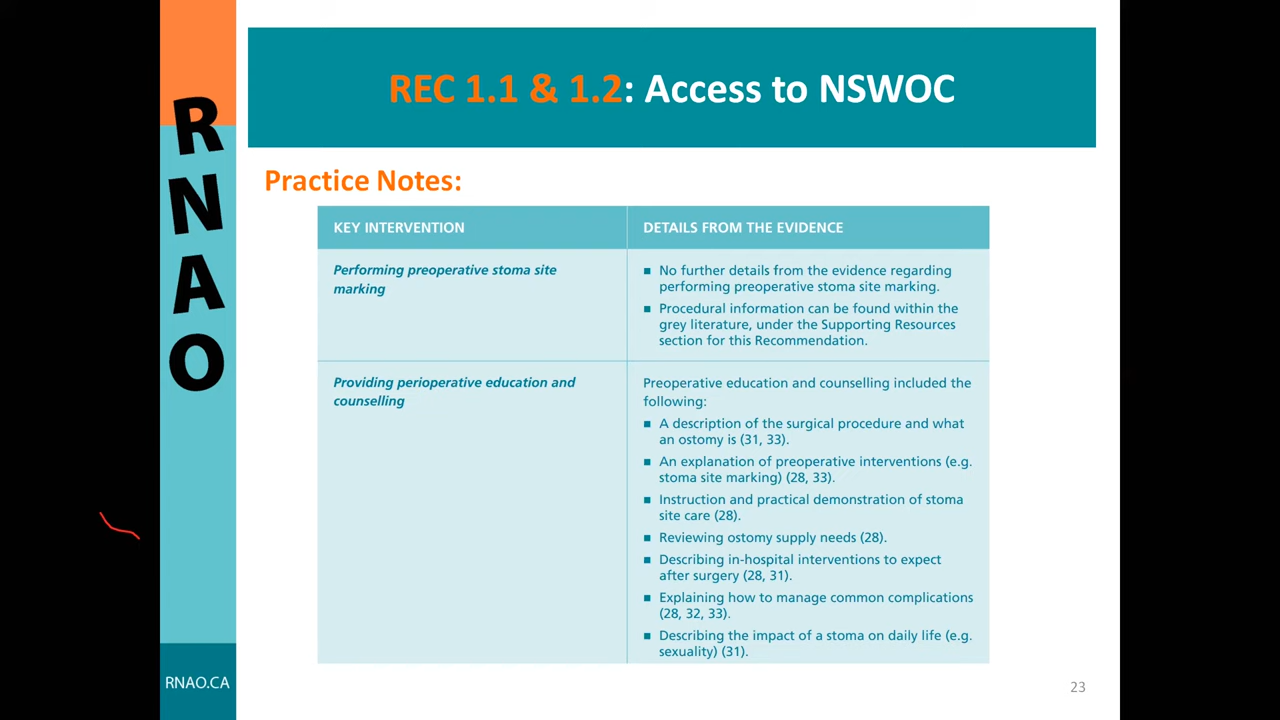 RNAO
REC 1.1 & 1.2: Access to NSWOC
Practice Notes:
KEY INTERVENTION
DETAILS FROM THE EVIDENCE
Performing preoperative stoma site
marking
■ No further details from the evidence regarding
performing preoperative stoma site marking.
■ Procedural information can be found within the
grey literature, under the Supporting Resources
section for this Recommendation.
Providing perioperative education and
counselling
Preoperative education and counselling included the
following:
■ A description of the surgical procedure and what
an ostomy is (31, 33).
■ An explanation of preoperative interventions (e.g.
stoma site marking) (28, 33).
■ Instruction and practical demonstration of stoma
site care (28).
■ Reviewing ostomy supply needs (28).
■ Describing in-hospital interventions to expect
after surgery (28, 31).
■ Explaining how to manage common complications
(28, 32, 33).
■ Describing the impact of a stoma on daily life (e.g.
sexuality) (31).
RNAO.CA
23